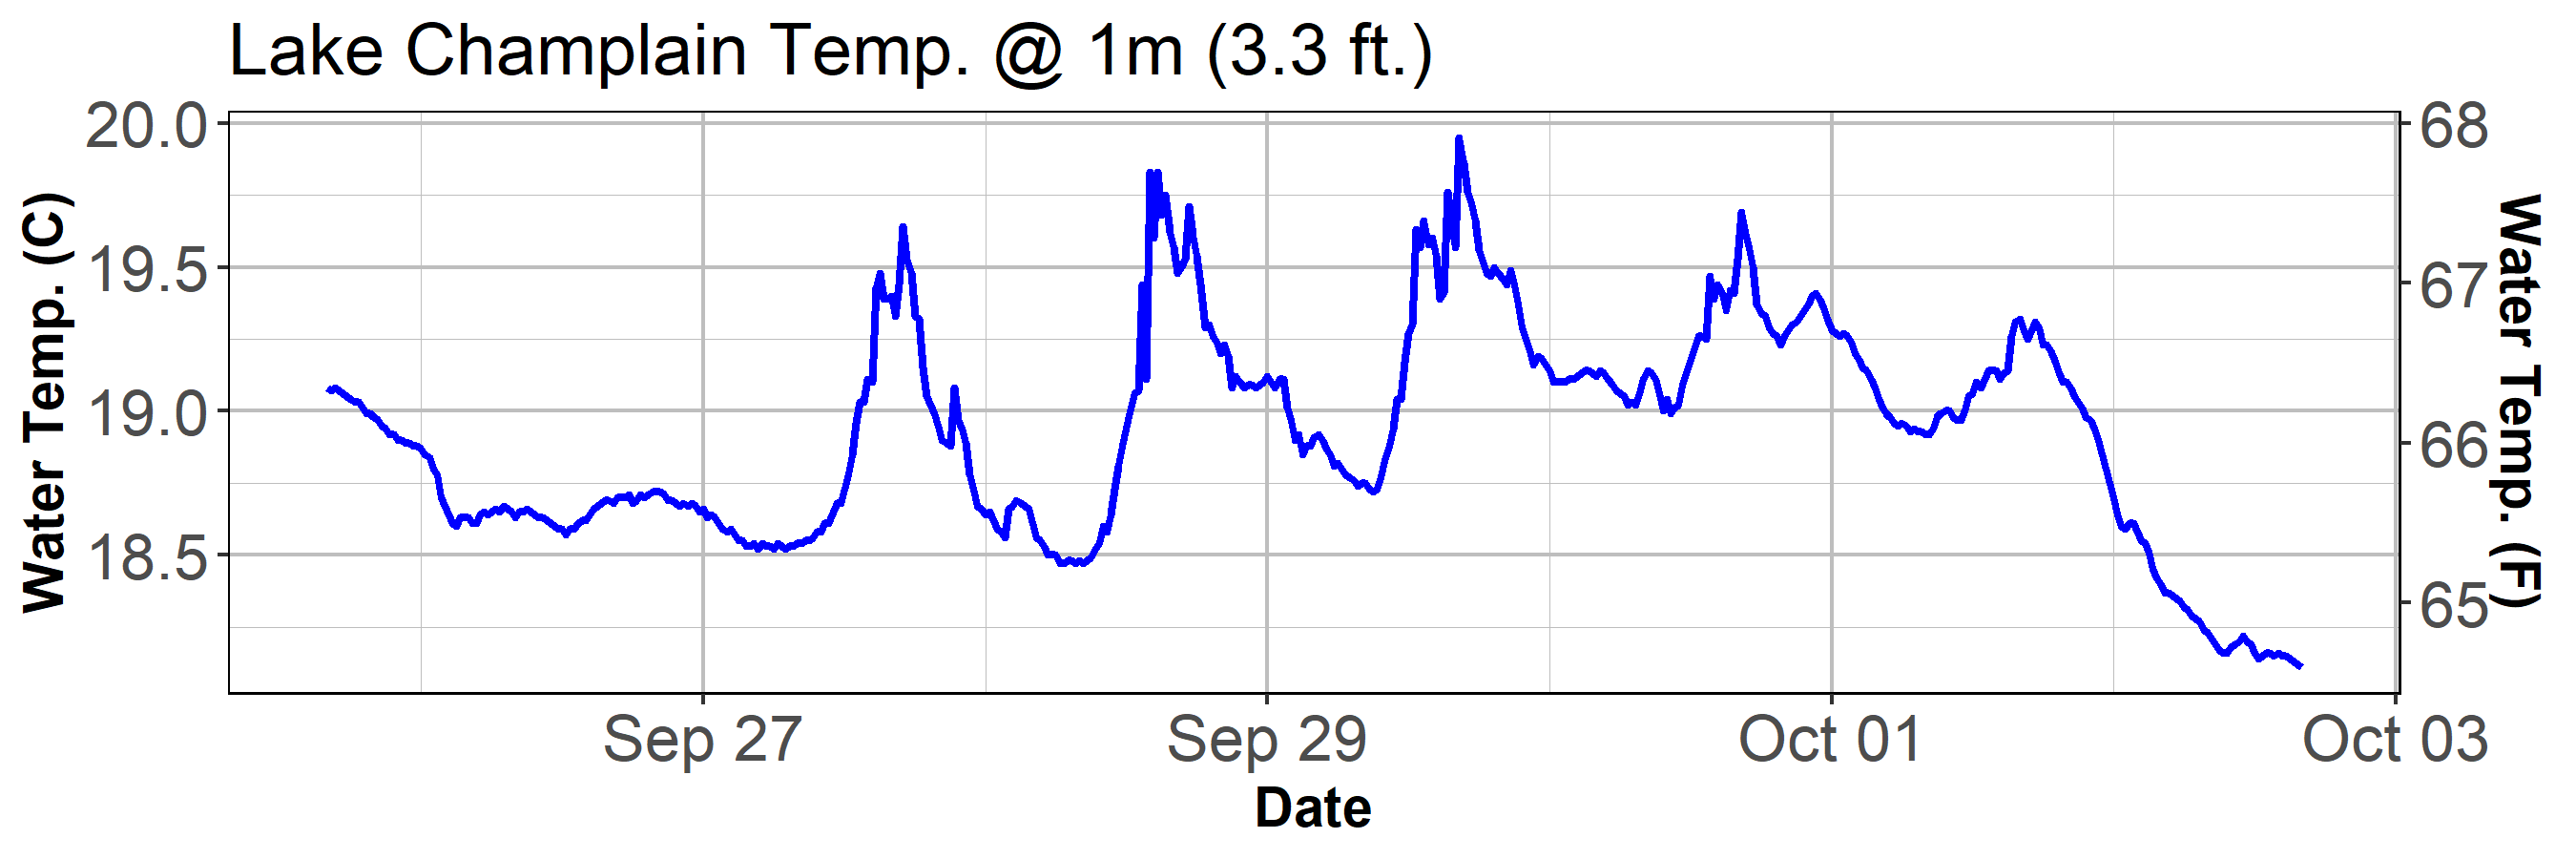 Lake Champlain Temp. @ 1m (3.3 ft.)
Water Temp. (C)
20.0
19.5
19.0
18.5
68
67
66
65
Water Temp. (F)
Sep 27
Sep 29
Oct 01
Oct 03
Date